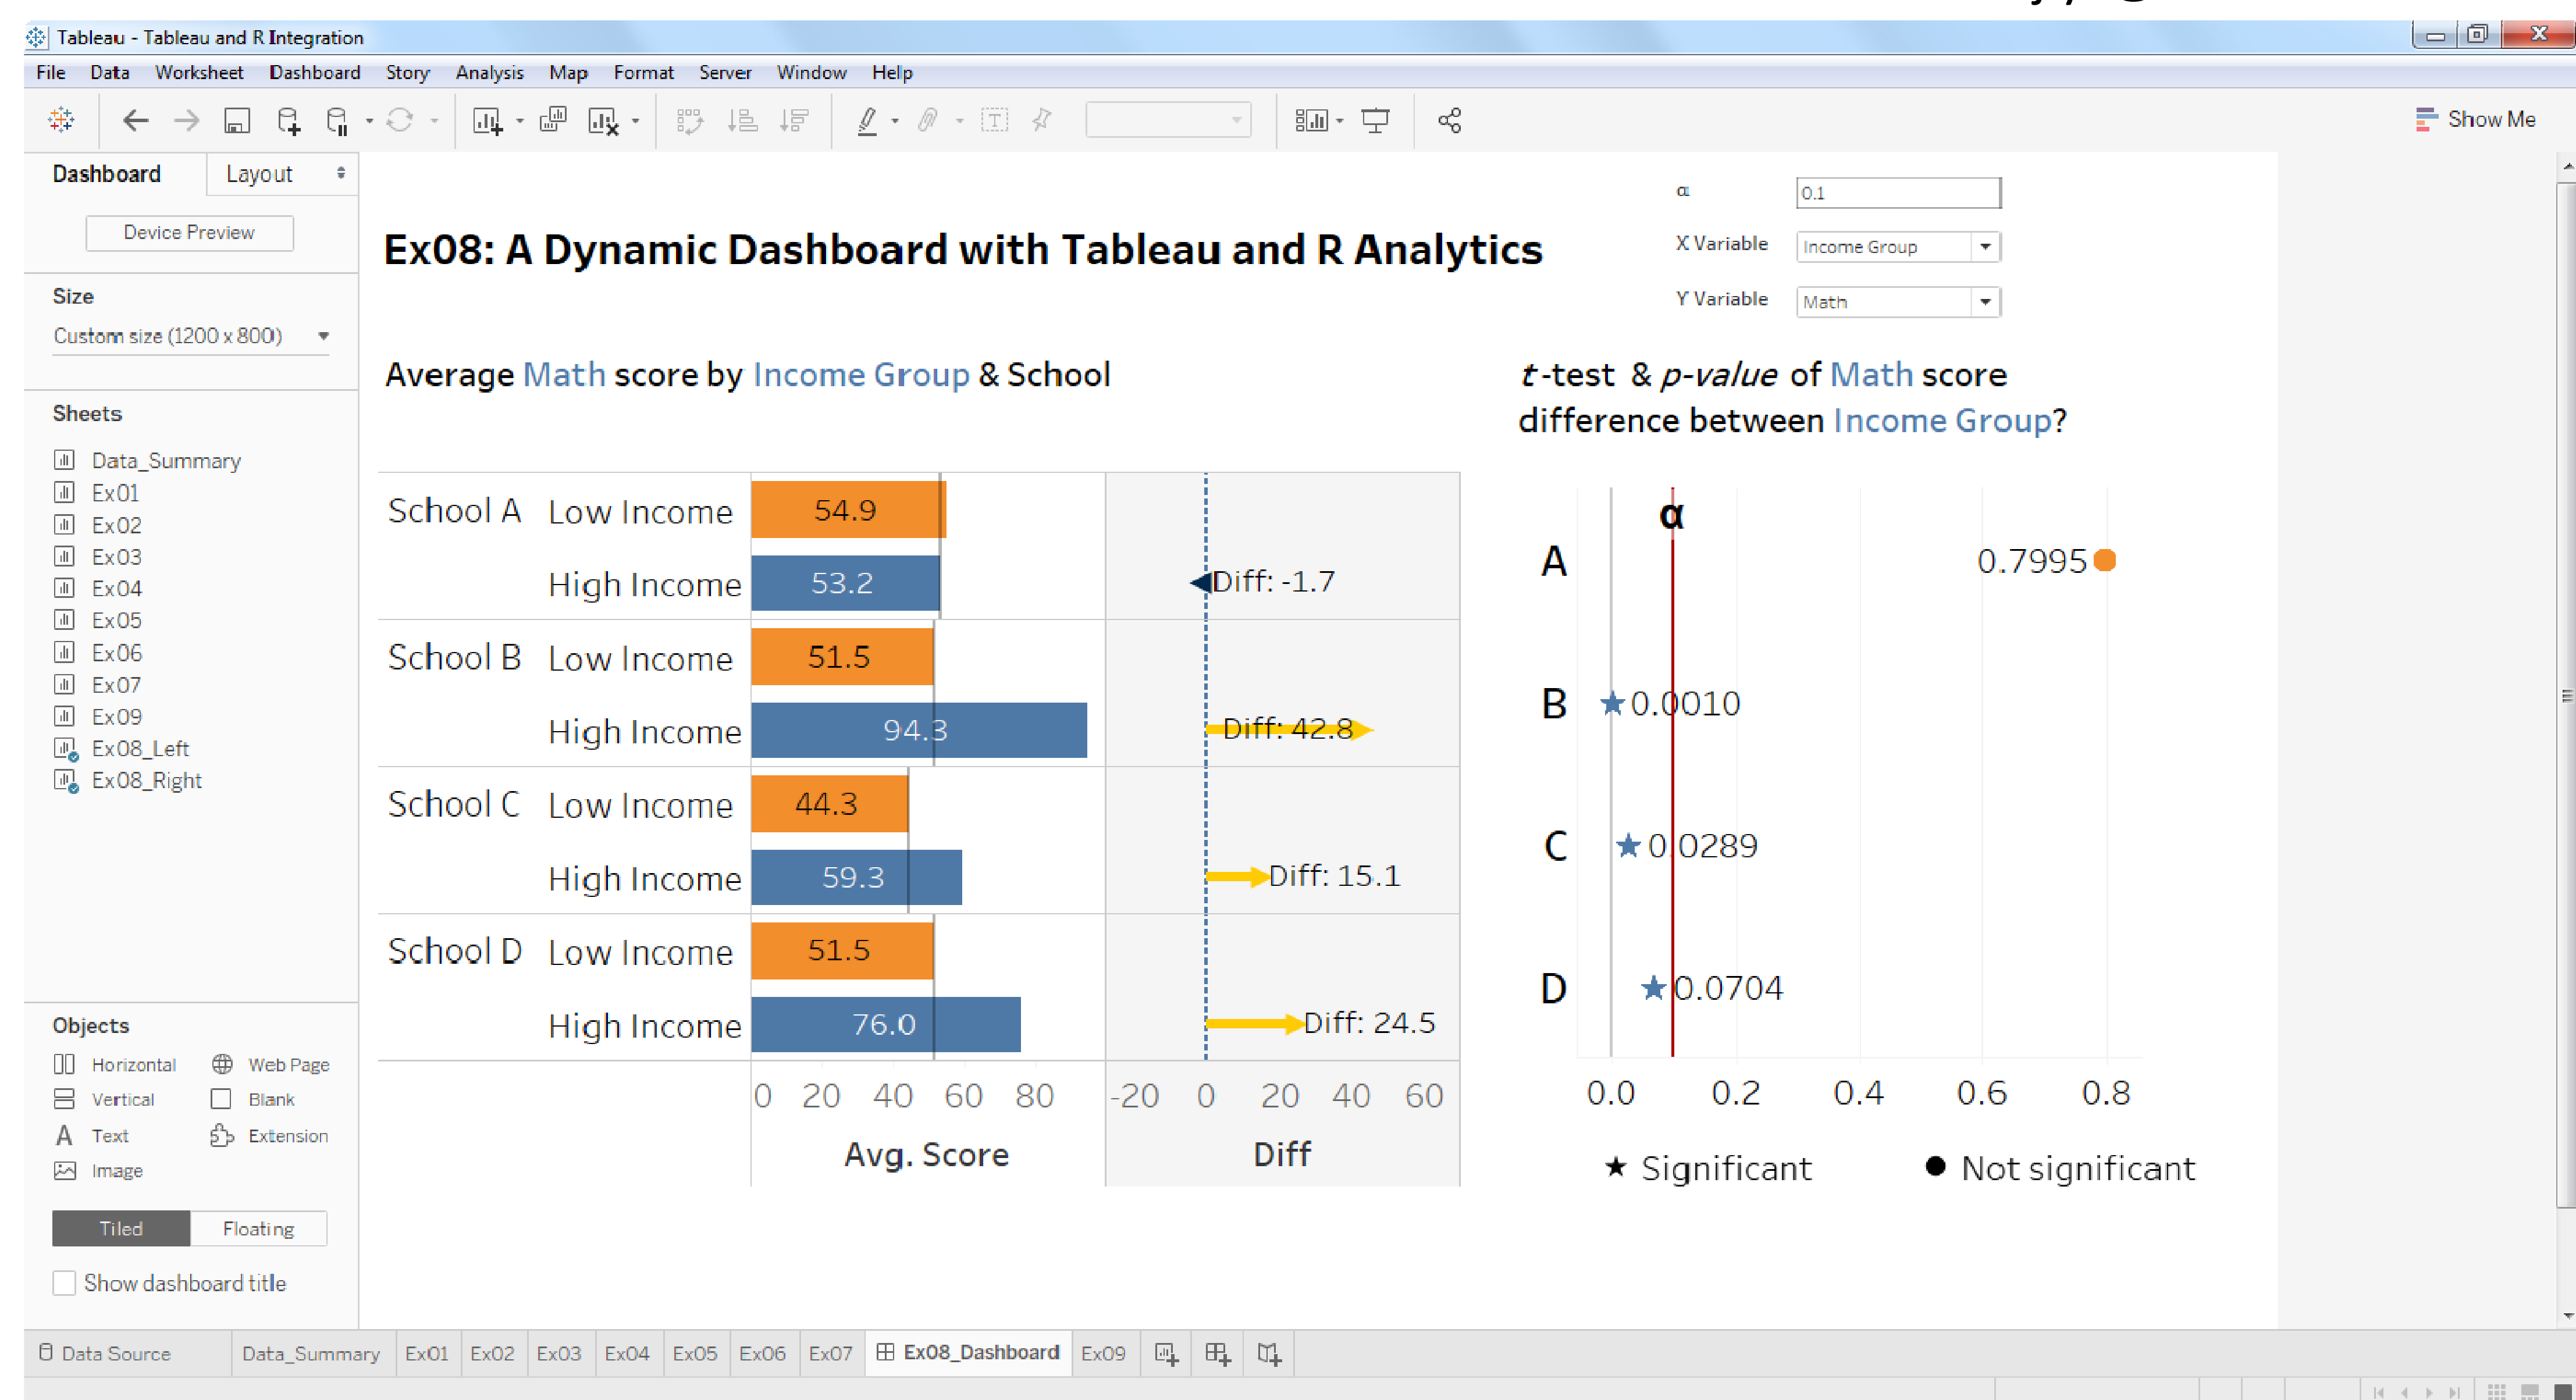 Tableau - Tableau and R Integration
File Data Worksheet Dashboard Story Analysis Map Format Server Window Help
Show Me
Dashboard Layout
Device Preview
Size
Custom size (1200 x 800)
Sheets
Data_Summary
Ex01
Ex02
Ex03
Ex04
Ex05
Ex06
Ex07
Ex09
Ex08_Left
Ex08_Right
Objects
Horizontal Web Page
Vertical Blank
A Text Extension
Image
Tiled Floating
Show dashboard title
α 0.1
X Variable Income Group
Y Variable Math
Ex08: A Dynamic Dashboard with Tableau and R Analytics
Average Math score by Income Group & School
School A Low Income 54.9
High Income 53.2 Diff: -1.7
School B Low Income 51.5
High Income 94.3 Diff: 42.8
School C Low Income 44.3
High Income 59.3 Diff: 15.1
School D Low Income 51.5
High Income 76.0 Diff: 24.5
0 20 40 60 80 -20 0 20 40 60
Avg. Score Diff
t-test & p-value of Math score
difference between Income Group?
α
A 0.7995
B 0.0010
C 0.0289
D 0.0704
0.0 0.2 0.4 0.6 0.8
★ Significant ● Not significant
Data Source Data_Summary Ex01 Ex02 Ex03 Ex04 Ex05 Ex06 Ex07 Ex08_Dashboard Ex09